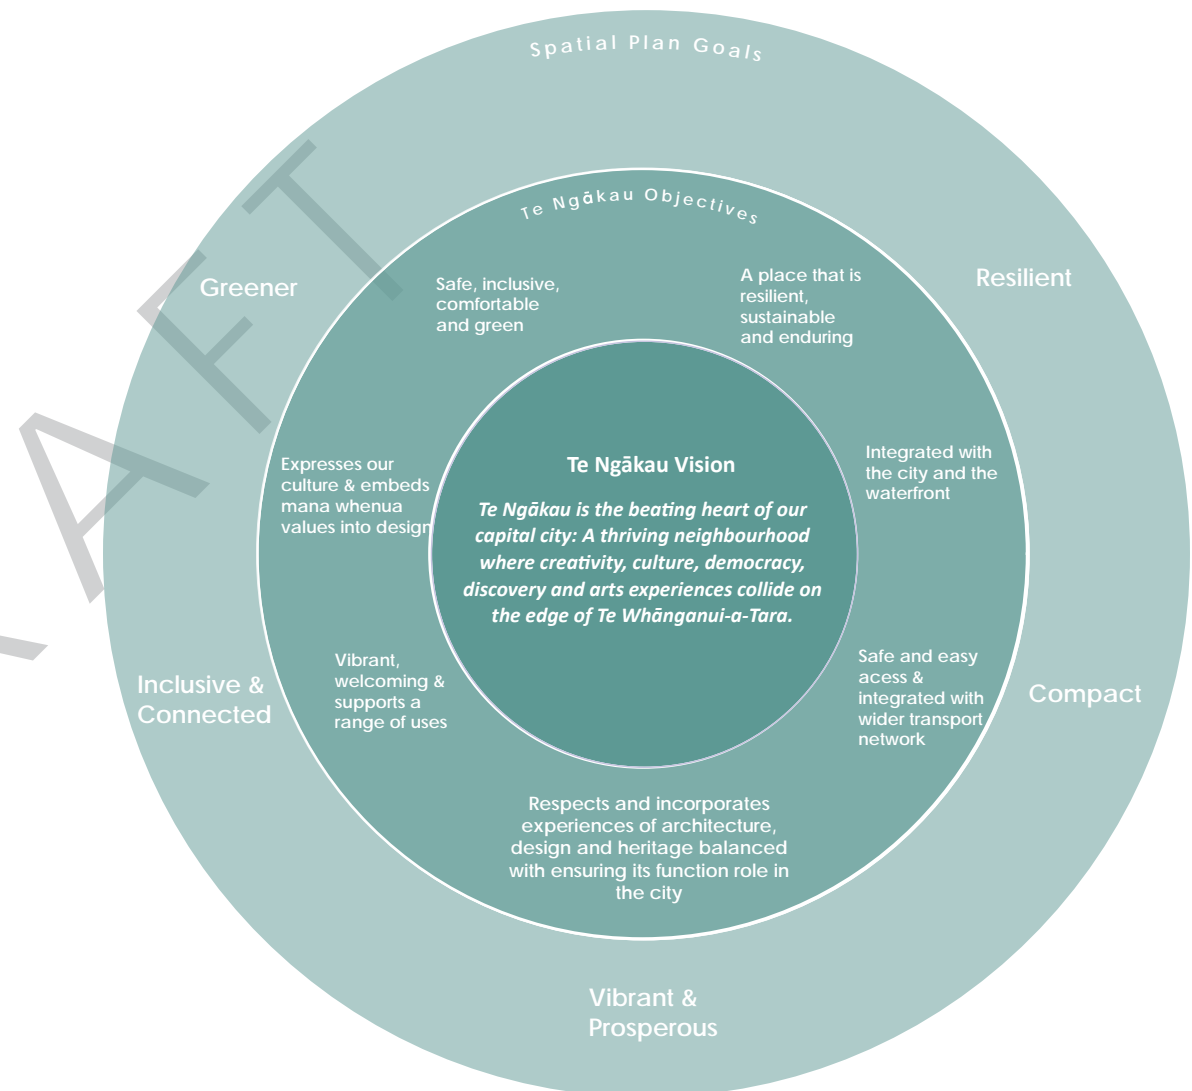 Spatial Plan Goals
Te Ngākau Objectives
Greener
Resilient
Safe, inclusive,
comfortable
and green
A place that is
resilient,
sustainable
and enduring
Expresses our
culture & embeds
mana whenua
values into design
Integrated with
the city and the
waterfront
Te Ngākau Vision
Te Ngākau is the beating heart of our
capital city: A thriving neighbourhood
where creativity, culture, democracy,
discovery and arts experiences collide on
the edge of Te Whānganui-a-Tara.
Vibrant,
welcoming &
supports a
range of uses
Safe and easy
acess &
integrated with
wider transport
network
Inclusive &
Connected
Compact
Respects and incorporates
experiences of architecture,
design and heritage balanced
with ensuring its function role in
the city
Vibrant &
Prosperous
RAFT